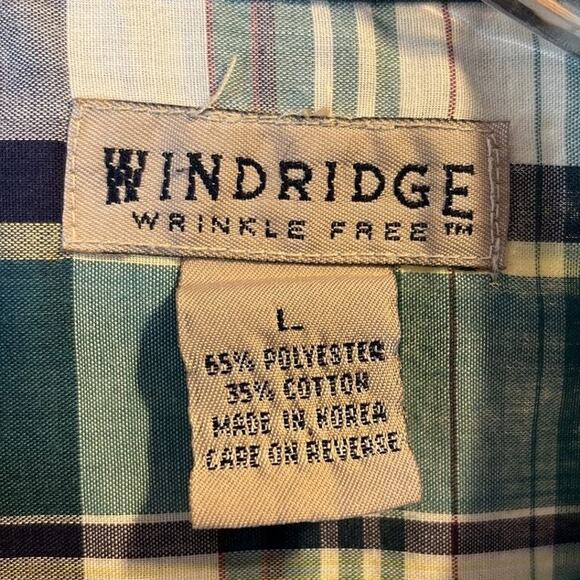 WINDRIDGE
WRINKLE FREE™
L
65% POLYESTER
35% COTTON
MADE IN KOREA
CARE ON REVERSE